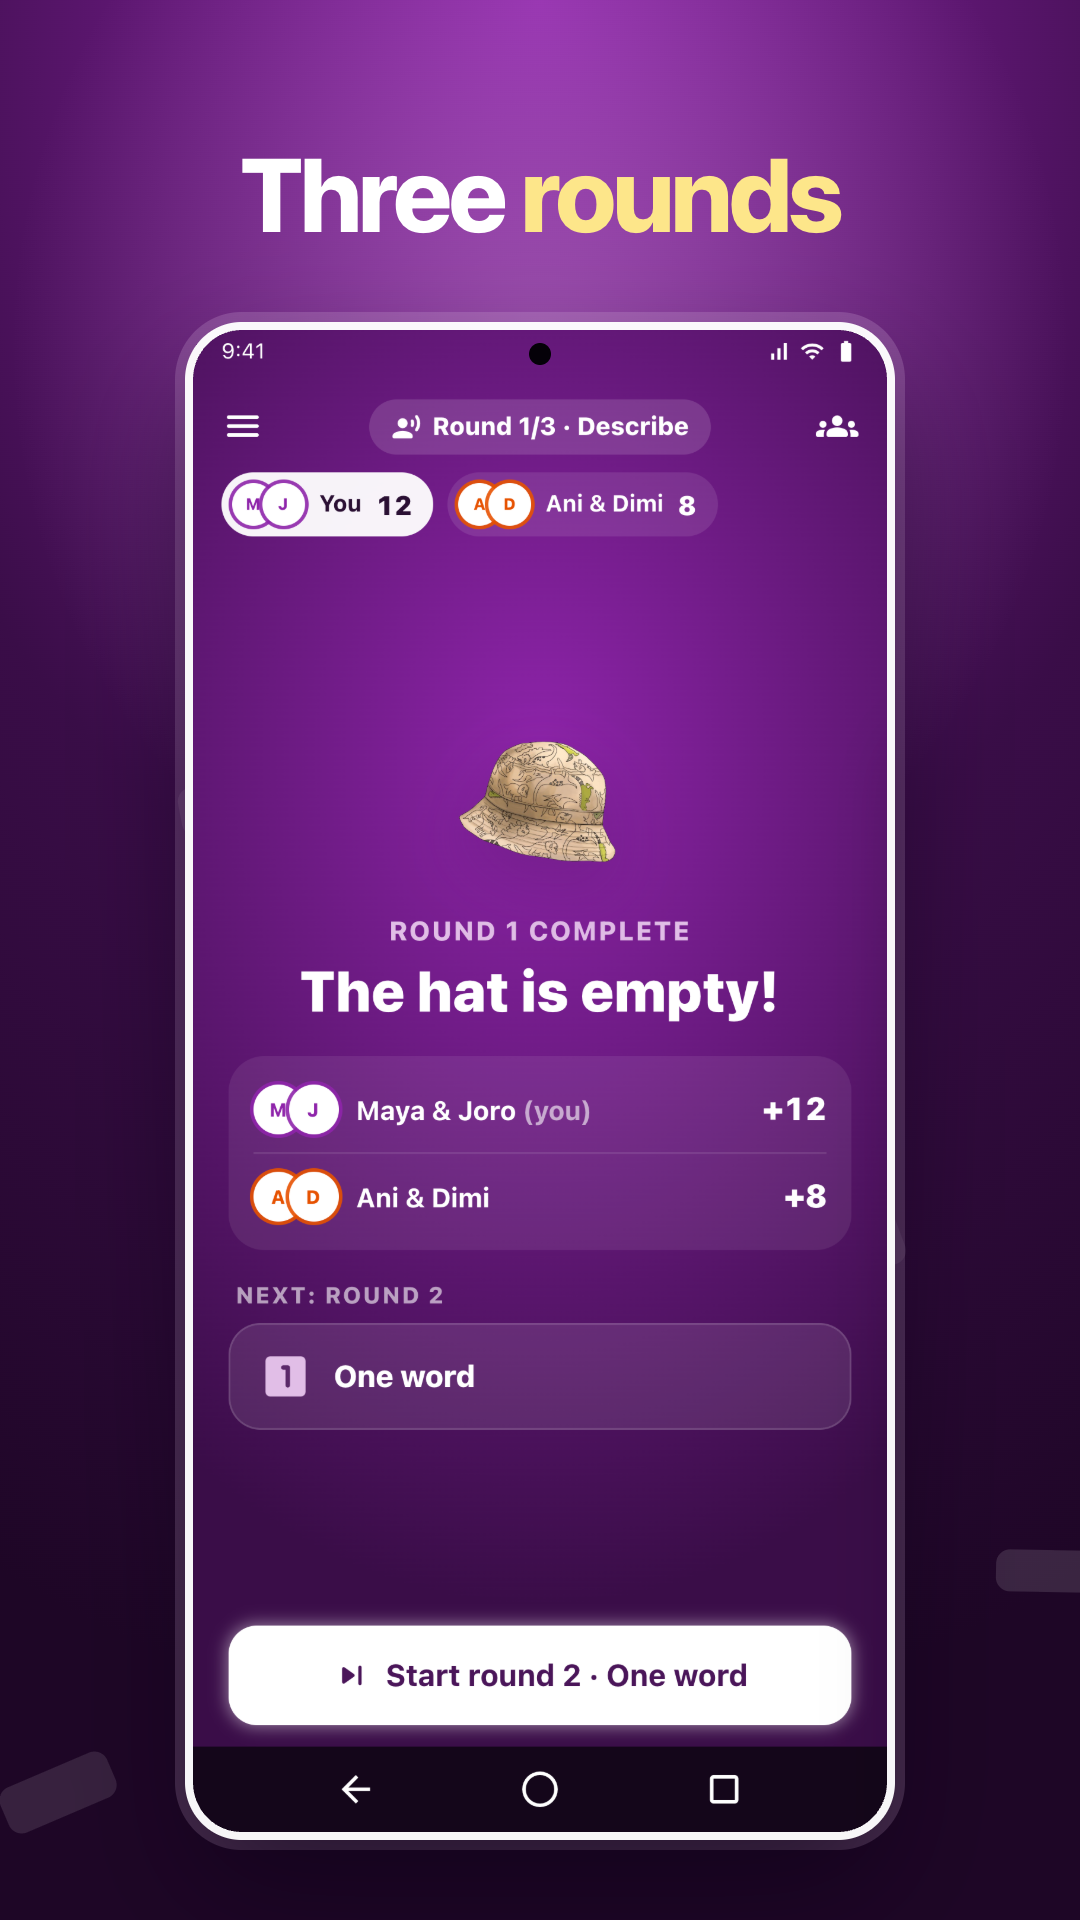 Three rounds
9:41
Round 1/3 · Describe
M J You 12
A D Ani & Dimi 8
ROUND 1 COMPLETE
The hat is empty!
M J Maya & Joro (you) +12
A D Ani & Dimi +8
NEXT: ROUND 2
1 One word
Start round 2 · One word